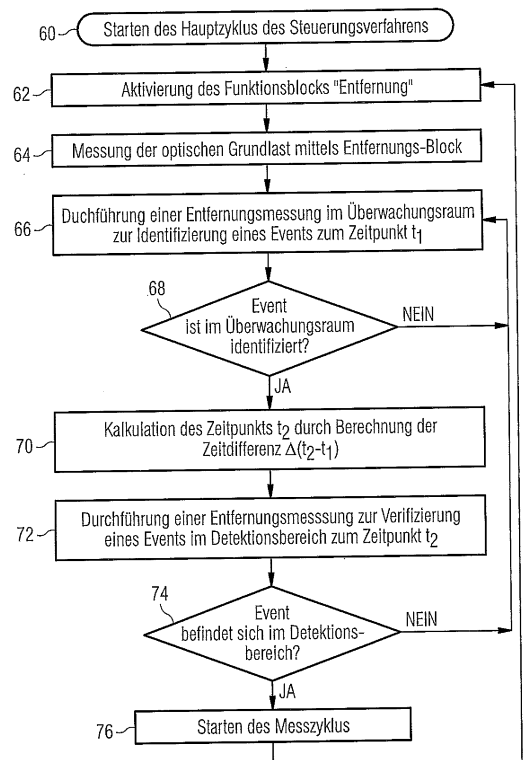 60
Starten des Hauptzyklus des Steuerungsverfahrens
62
Aktivierung des Funktionsblocks "Entfernung"
64
Messung der optischen Grundlast mittels Entfernungs-Block
66
Duchführung einer Entfernungsmessung im Überwachungsraum
zur Identifizierung eines Events zum Zeitpunkt t1
68
Event
ist im Überwachungsraum
identifiziert?
NEIN
JA
70
Kalkulation des Zeitpunkts t2 durch Berechnung der
Zeitdifferenz Δ(t2-t1)
72
Durchführung einer Entfernungsmesssung zur Verifizierung
eines Events im Detektionsbereich zum Zeitpunkt t2
74
Event
befindet sich im Detektions-
bereich?
NEIN
JA
76
Starten des Messzyklus